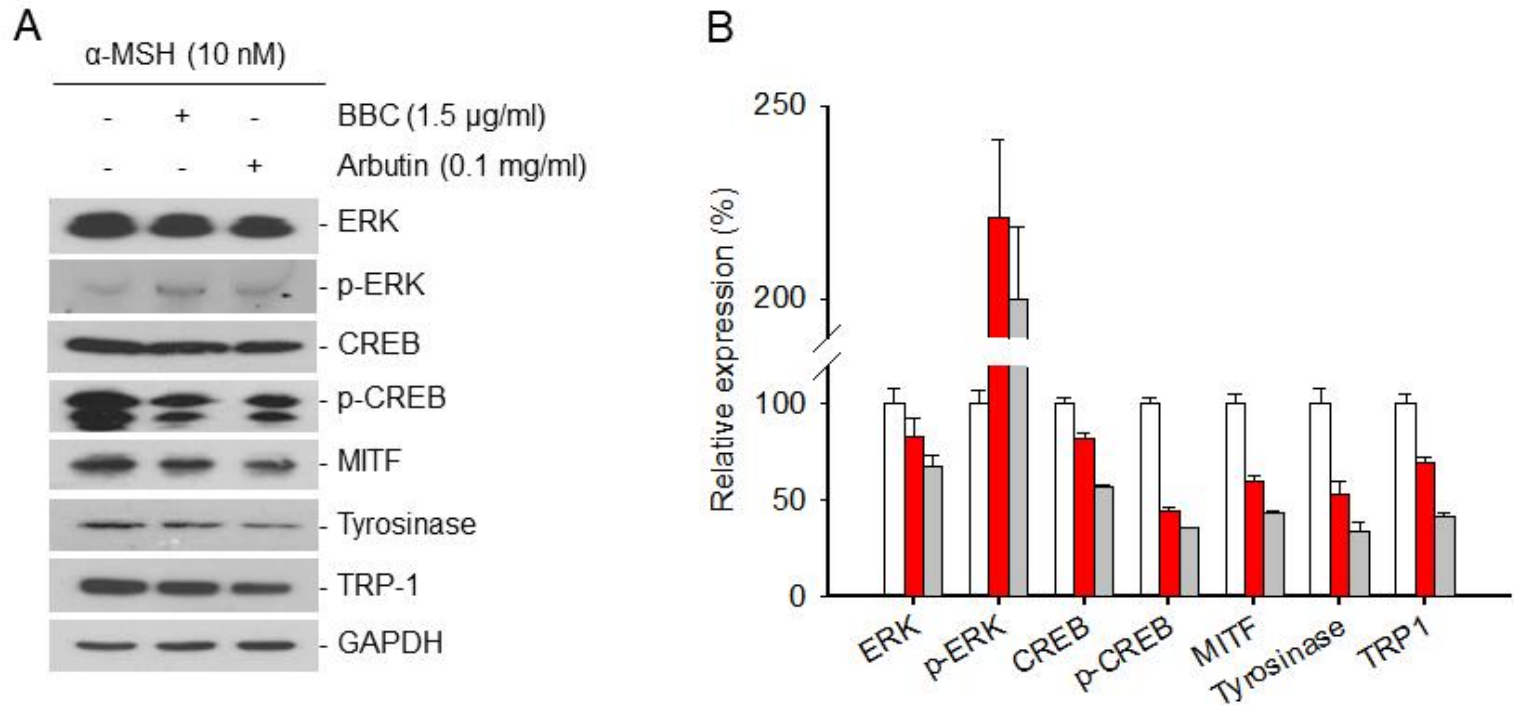 A
α-MSH (10 nM)
- + - BBC (1.5 µg/ml)
- - + Arbutin (0.1 mg/ml)
- ERK
- p-ERK
- CREB
- p-CREB
- MITF
- Tyrosinase
- TRP-1
- GAPDH
B
Relative expression (%)
250
200
100
50
0
ERK
p-ERK
CREB
p-CREB
MITF
Tyrosinase
TRP1